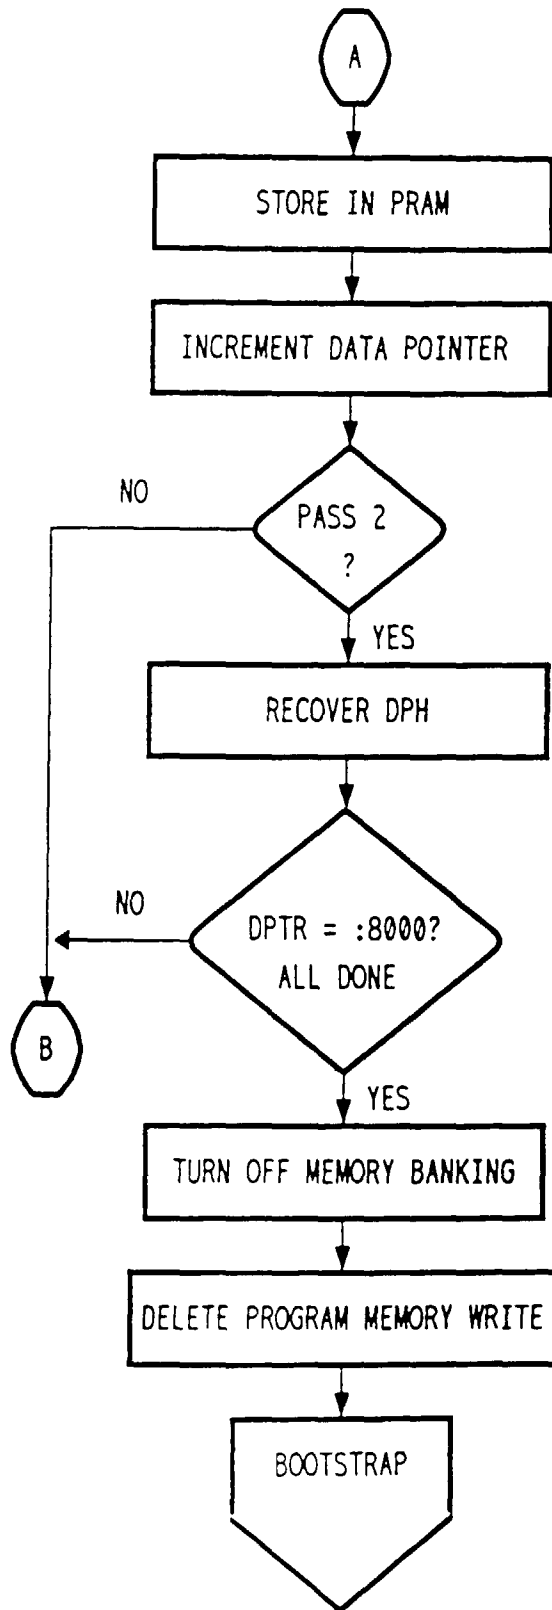 A
STORE IN PRAM
INCREMENT DATA POINTER
NO
PASS 2
?
YES
RECOVER DPH
NO
DPTR = :8000?
ALL DONE
B
YES
TURN OFF MEMORY BANKING
DELETE PROGRAM MEMORY WRITE
BOOTSTRAP